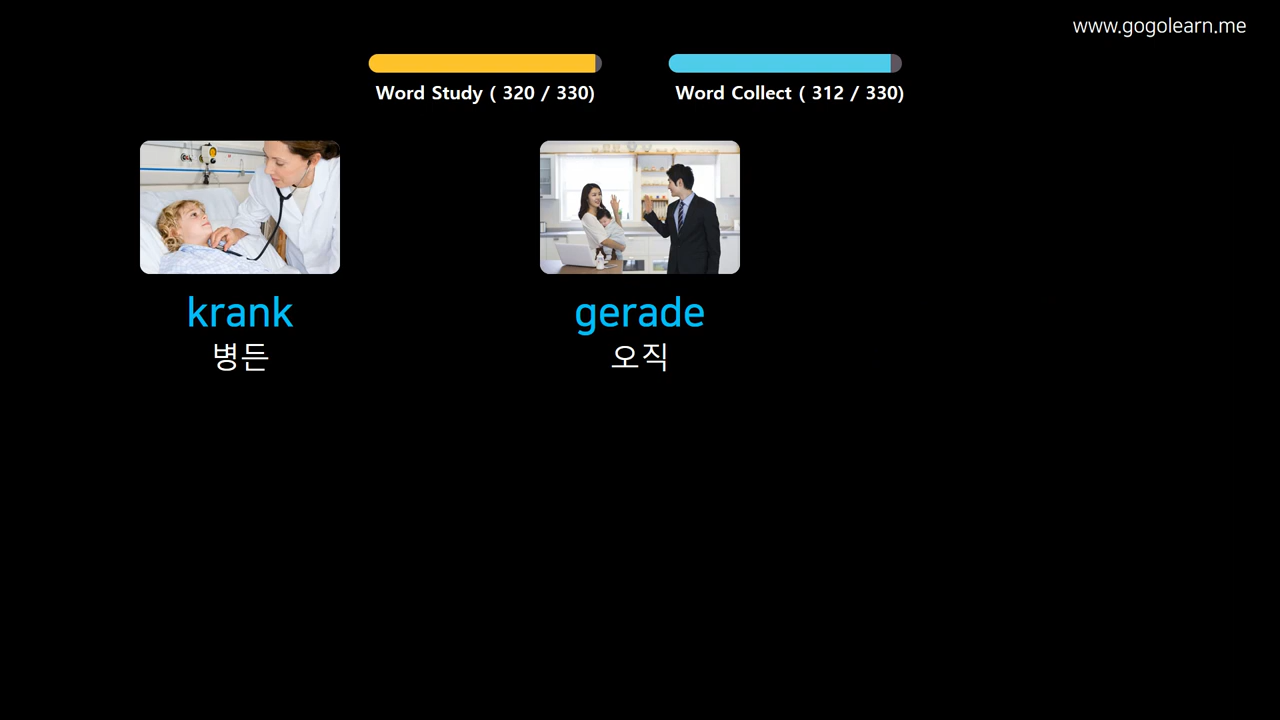 www.gogolearn.me
Word Study ( 320 / 330)
Word Collect ( 312 / 330)
krank
병든
gerade
오직